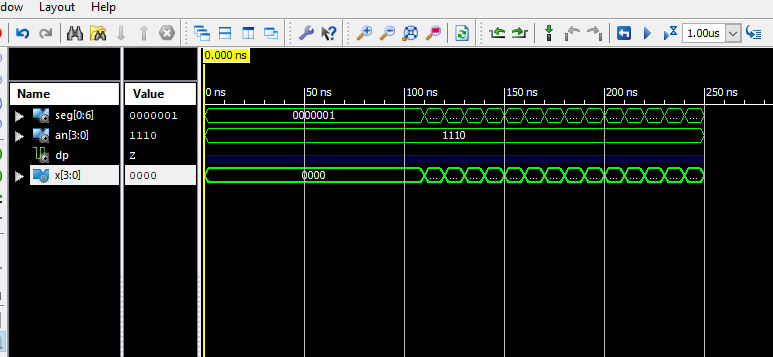 dow Layout Help
1.00us
0.000 ns
Name Value 0 ns 50 ns 100 ns 150 ns 200 ns 250 ns
seg[0:6] 0000001 0000001 ... ... ... ... ... ... ... ... ... ... ... ... ... ...
an[3:0] 1110 1110
dp Z
x[3:0] 0000 0000 ... ... ... ... ... ... ... ... ... ... ... ... ... ...